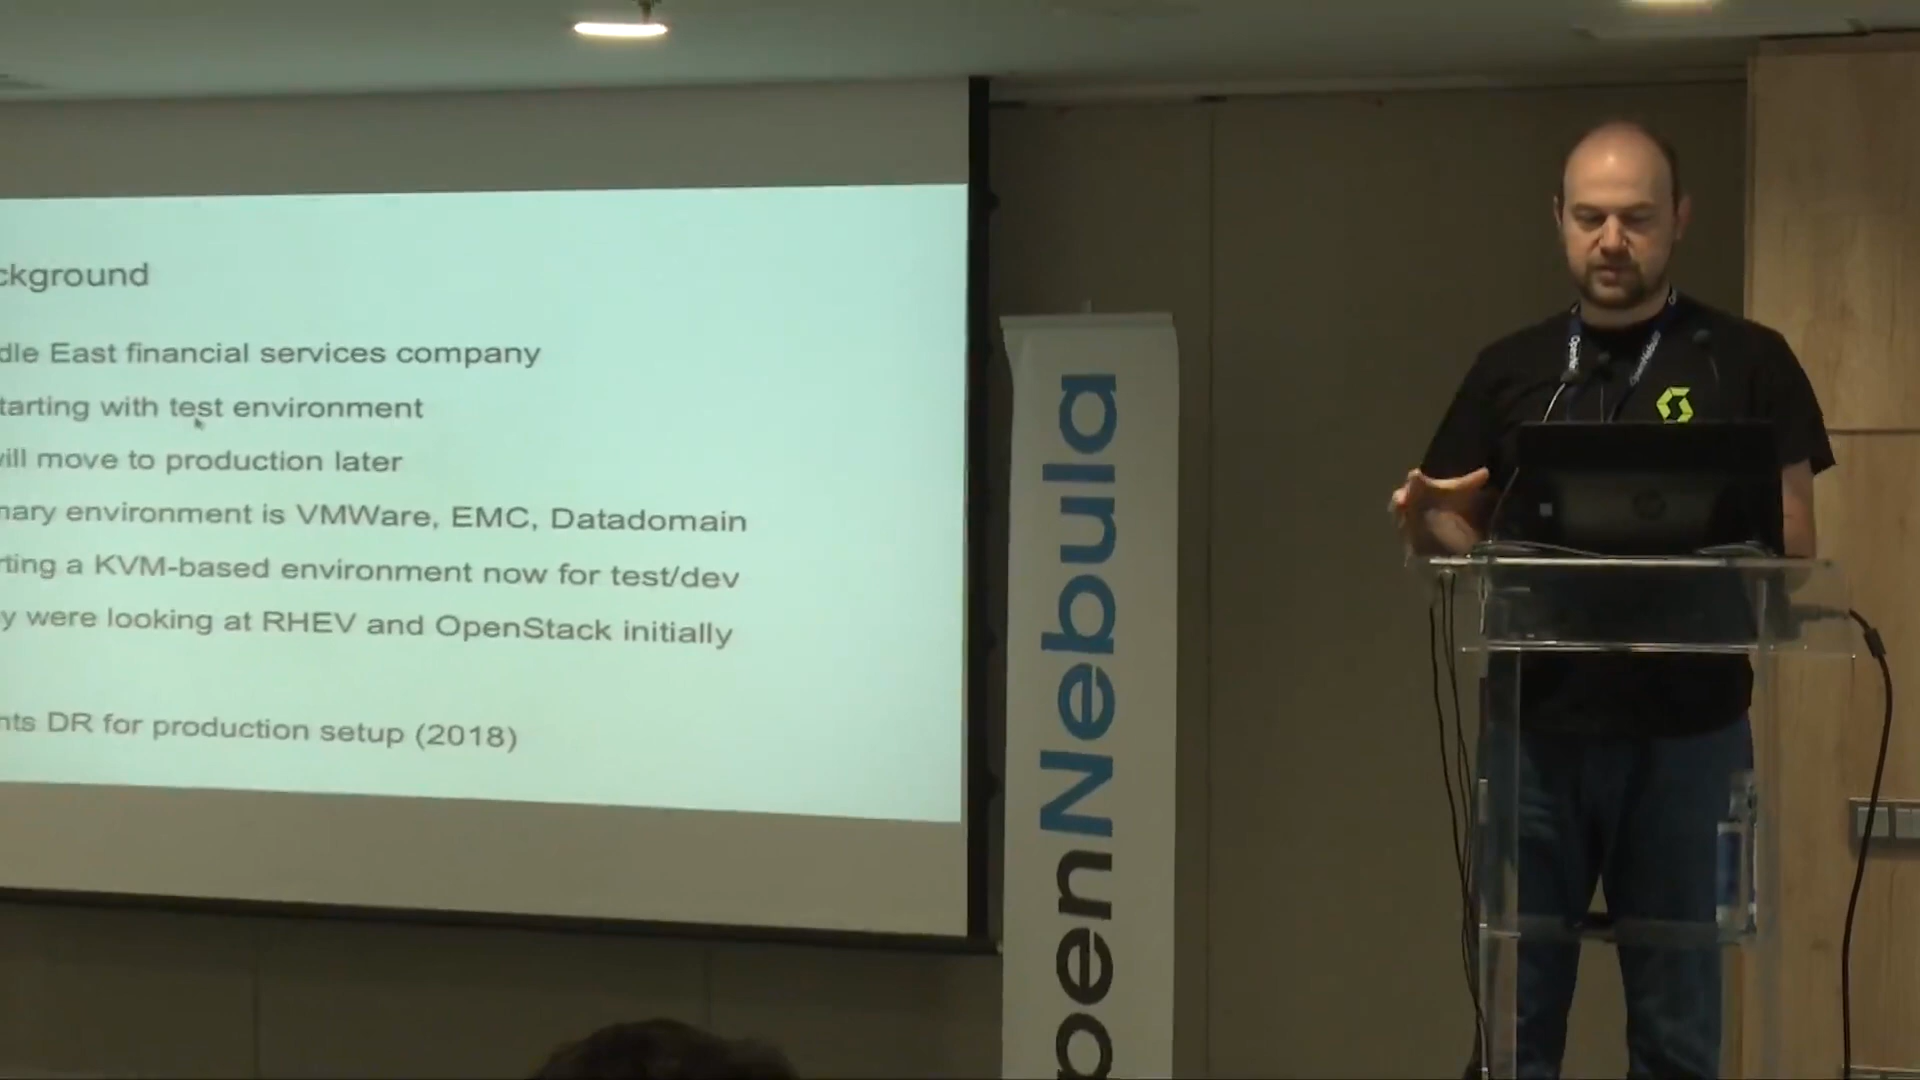 ckground
dle East financial services company
tarting with test environment
ill move to production later
nary environment is VMWare, EMC, Datadomain
rting a KVM-based environment now for test/dev
y were looking at RHEV and OpenStack initially
nts DR for production setup (2018)
penNebula